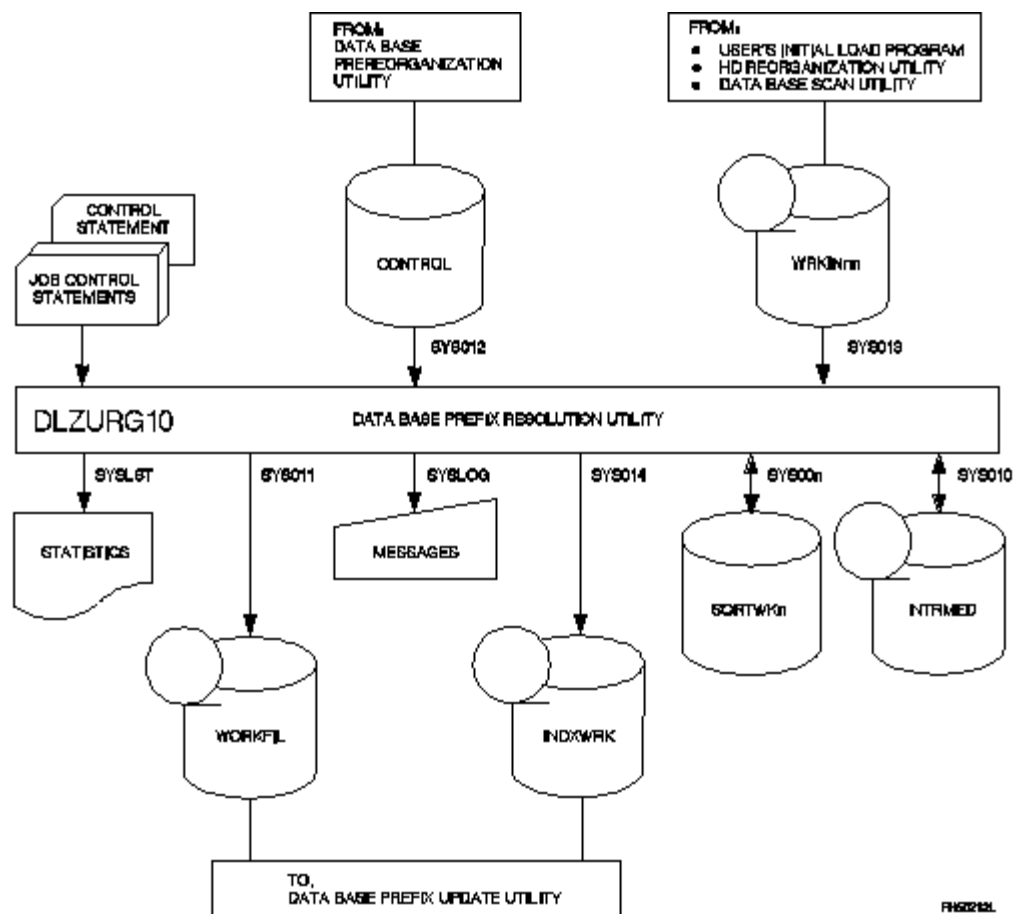 FROM:
DATA BASE
PREREORGANIZATION
UTILITY
FROM:
• USER'S INITIAL LOAD PROGRAM
• HD REORGANIZATION UTILITY
• DATA BASE SCAN UTILITY
CONTROL
STATEMENT
JOB CONTROL
STATEMENTS
CONTROL
WRKINnn
SYS012
SYS013
DLZURG10
DATA BASE PREFIX RESOLUTION UTILITY
SYSLST
SYS011
SYSLOG
SYS014
SYS00n
SYS010
STATISTICS
MESSAGES
SORTWKn
INTRMED
WORKFIL
INDXWRK
TO,
DATA BASE PREFIX UPDATE UTILITY